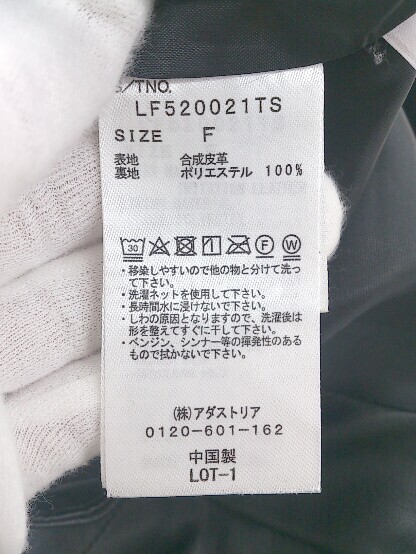 S/TNO.
LF520021TS
SIZE F
表地 合成皮革
裏地 ポリエステル 100%
30 F W
・移染しやすいので他の物と分けて洗っ
て下さい。
・洗濯ネットを使用して下さい。
・長時間水に浸けないで下さい。
・しわの原因となりますので、洗濯後は
形を整えてすぐに干して下さい。
・ベンジン、シンナー等の揮発性のある
もので拭かないで下さい。
(株)アダストリア
0120-601-162
中国製
LOT-1